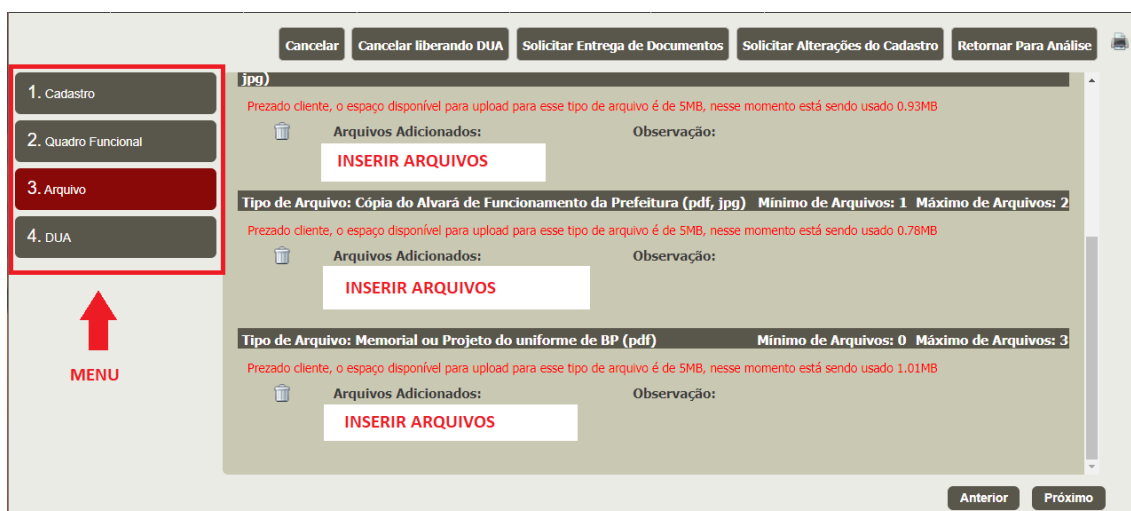 Cancelar Cancelar liberando DUA Solicitar Entrega de Documentos Solicitar Alterações do Cadastro Retornar Para Análise
1. Cadastro
2. Quadro Funcional
3. Arquivo
4. DUA
MENU
jpg)
Prezado cliente, o espaço disponível para upload para esse tipo de arquivo é de 5MB, nesse momento está sendo usado 0.93MB
Arquivos Adicionados: Observação:
INSERIR ARQUIVOS
Tipo de Arquivo: Cópia do Alvará de Funcionamento da Prefeitura (pdf, jpg) Mínimo de Arquivos: 1 Máximo de Arquivos: 2
Prezado cliente, o espaço disponível para upload para esse tipo de arquivo é de 5MB, nesse momento está sendo usado 0.78MB
Arquivos Adicionados: Observação:
INSERIR ARQUIVOS
Tipo de Arquivo: Memorial ou Projeto do uniforme de BP (pdf) Mínimo de Arquivos: 0 Máximo de Arquivos: 3
Prezado cliente, o espaço disponível para upload para esse tipo de arquivo é de 5MB, nesse momento está sendo usado 1.01MB
Arquivos Adicionados: Observação:
INSERIR ARQUIVOS
Anterior Próximo